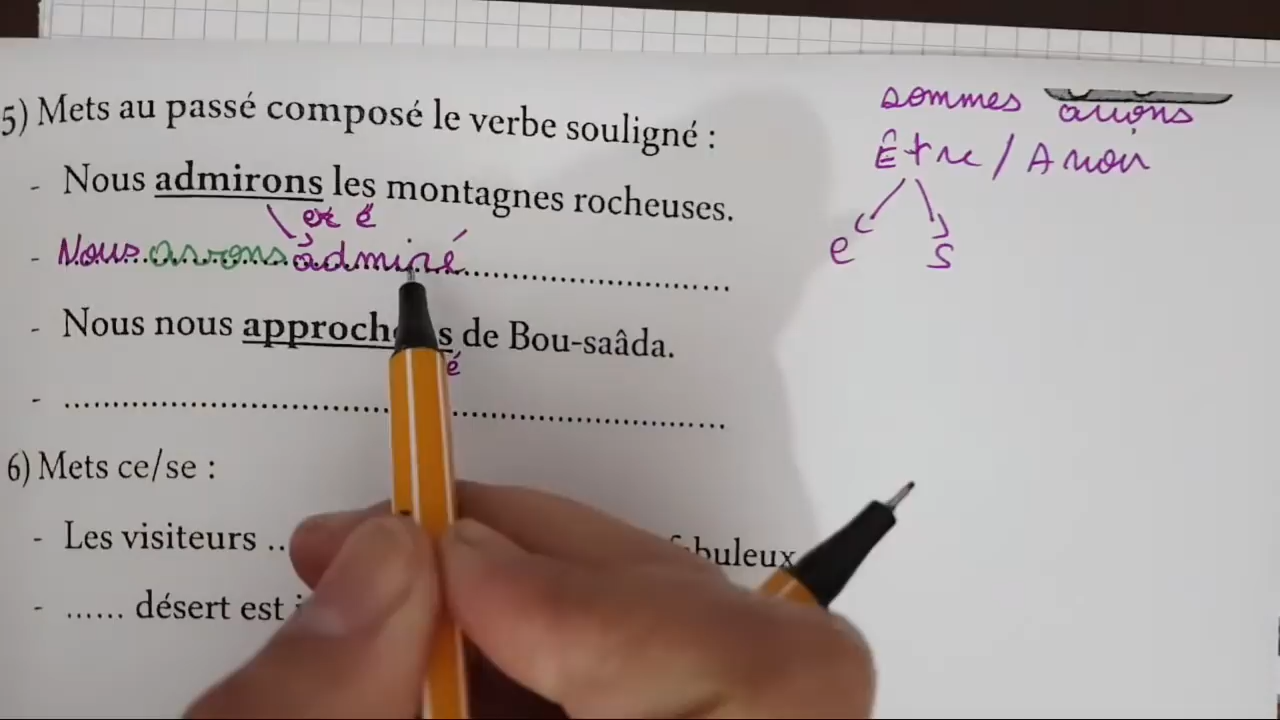 5) Mets au passé composé le verbe souligné :
- Nous admirons les montagnes rocheuses.
é
- Nous avons admiré
- Nous nous approch s de Bou-saâda.
é
-
6) Mets ce/se :
- Les visiteurs ..
- ...... désert est
sommes avons
Être / Avoir
e s